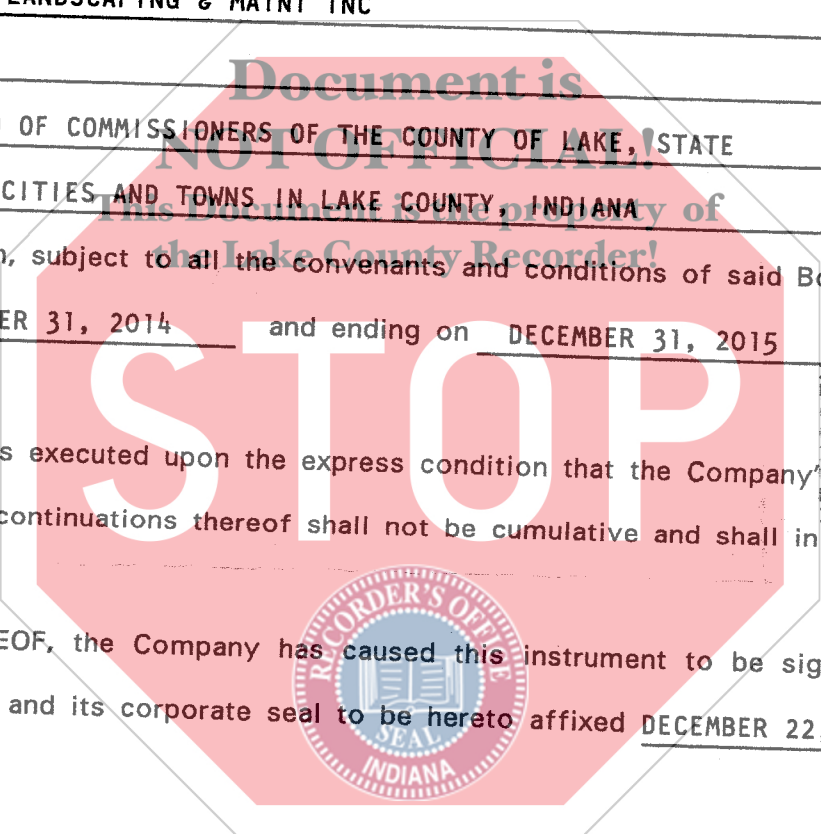 LANDSCAPING & MAINT INC
Document is
OF COMMISSIONERS OF THE COUNTY OF LAKE, STATE
NOT OFFICIAL!
CITIES AND TOWNS IN LAKE COUNTY, INDIANA
This Document is the property of
the Lake County Recorder!
, subject to all the convenants and conditions of said Bo
ER 31, 2014 and ending on DECEMBER 31, 2015
STOP
s executed upon the express condition that the Company's
continuations thereof shall not be cumulative and shall in
RECORDER'S OFFICE
EOF, the Company has caused this instrument to be sig
and its corporate seal to be hereto affixed DECEMBER 22,
SEAL
INDIANA